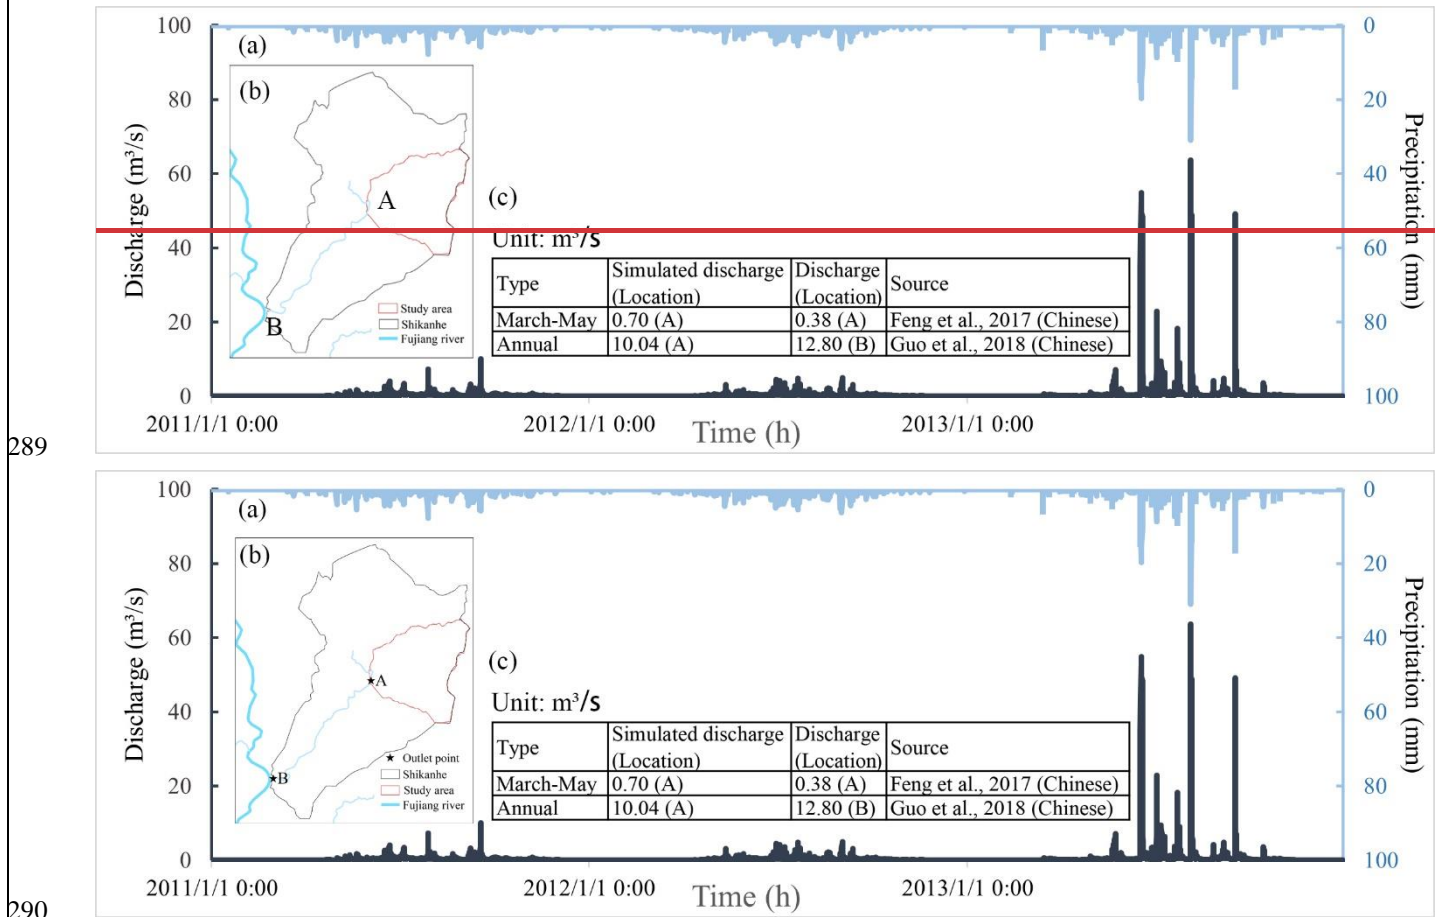 100
0
(a)
(b)
80
20
60
40
A
(c)
40
60
Unit: m³/s
Type
Simulated discharge (Location)
Discharge (Location)
Source
March-May
0.70 (A)
0.38 (A)
Feng et al., 2017 (Chinese)
Annual
10.04 (A)
12.80 (B)
Guo et al., 2018 (Chinese)
Study area
Shikanhe
Fujiang river
B
20
80
0
100
Discharge (m³/s)
Precipitation (mm)
2011/1/1 0:00
2012/1/1 0:00
2013/1/1 0:00
Time (h)
289
100
0
(a)
(b)
80
20
60
40
A
(c)
40
60
Unit: m³/s
Type
Simulated discharge (Location)
Discharge (Location)
Source
March-May
0.70 (A)
0.38 (A)
Feng et al., 2017 (Chinese)
Annual
10.04 (A)
12.80 (B)
Guo et al., 2018 (Chinese)
Outlet point
Shikanhe
Study area
Fujiang river
B
20
80
0
100
Discharge (m³/s)
Precipitation (mm)
2011/1/1 0:00
2012/1/1 0:00
2013/1/1 0:00
Time (h)
290